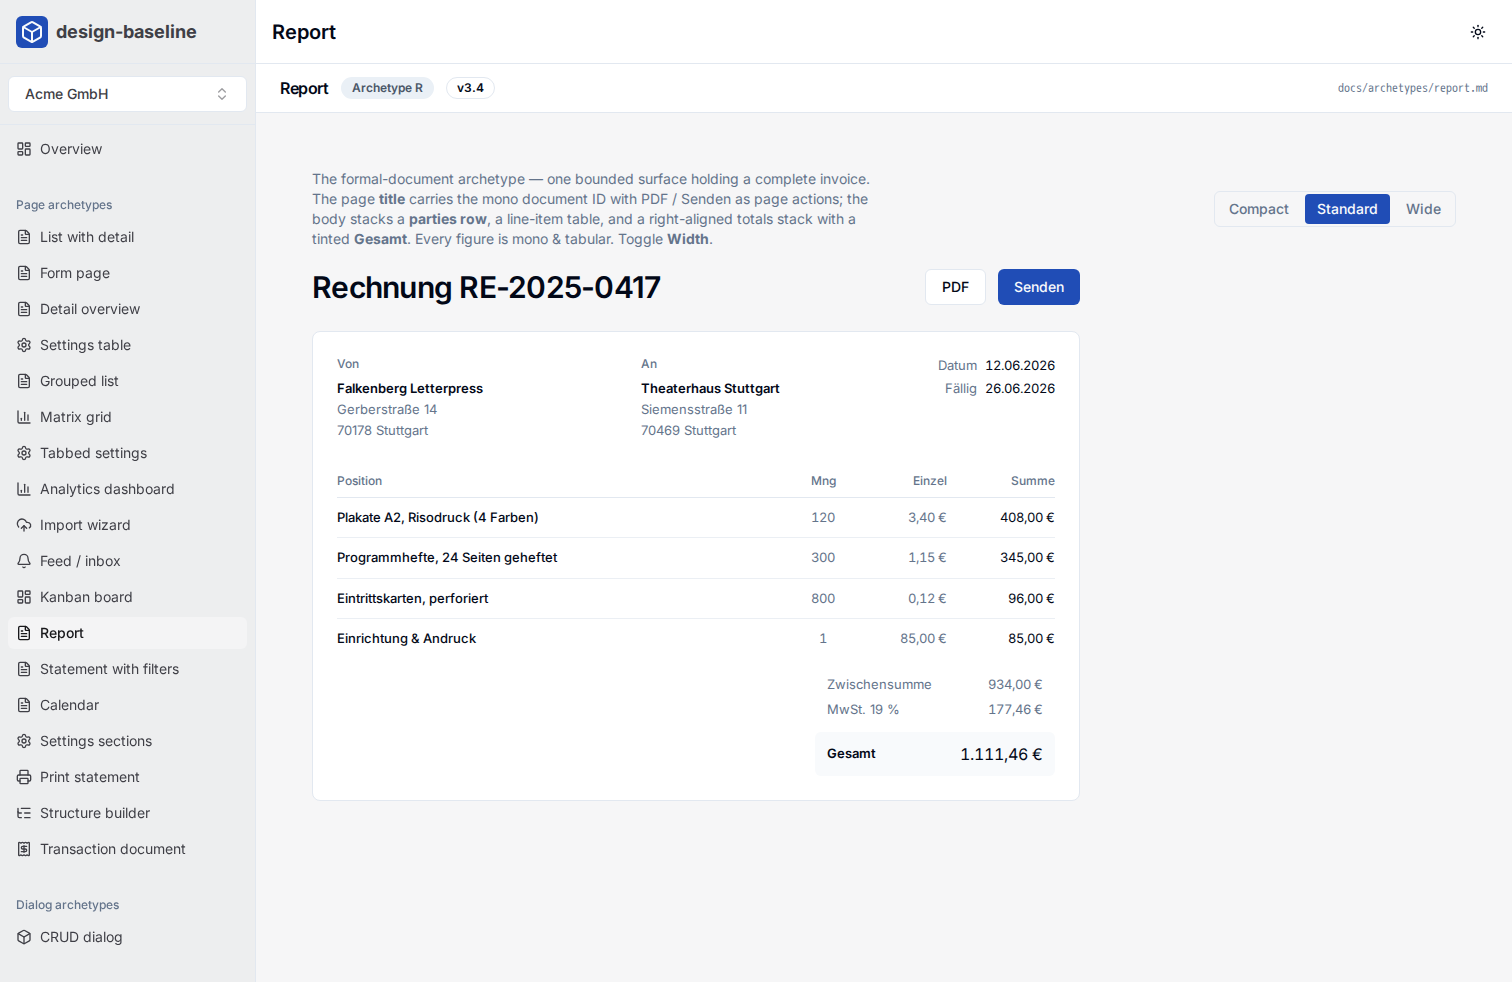 design-baseline
Report
Acme GmbH
Report
Archetype R
v3.4
docs/archetypes/report.md
Overview
Page archetypes
List with detail
Form page
Detail overview
Settings table
Grouped list
Matrix grid
Tabbed settings
Analytics dashboard
Import wizard
Feed / inbox
Kanban board
Report
Statement with filters
Calendar
Settings sections
Print statement
Structure builder
Transaction document
Dialog archetypes
CRUD dialog
The formal-document archetype — one bounded surface holding a complete invoice.
The page title carries the mono document ID with PDF / Senden as page actions; the
body stacks a parties row, a line-item table, and a right-aligned totals stack with a
tinted Gesamt. Every figure is mono & tabular. Toggle Width.
Compact Standard Wide
Rechnung RE-2025-0417
PDF Senden
Von
Falkenberg Letterpress
Gerberstraße 14
70178 Stuttgart
An
Theaterhaus Stuttgart
Siemensstraße 11
70469 Stuttgart
Datum 12.06.2026
Fällig 26.06.2026
Position Mng Einzel Summe
Plakate A2, Risodruck (4 Farben) 120 3,40 € 408,00 €
Programmhefte, 24 Seiten geheftet 300 1,15 € 345,00 €
Eintrittskarten, perforiert 800 0,12 € 96,00 €
Einrichtung & Andruck 1 85,00 € 85,00 €
Zwischensumme 934,00 €
MwSt. 19 % 177,46 €
Gesamt 1.111,46 €